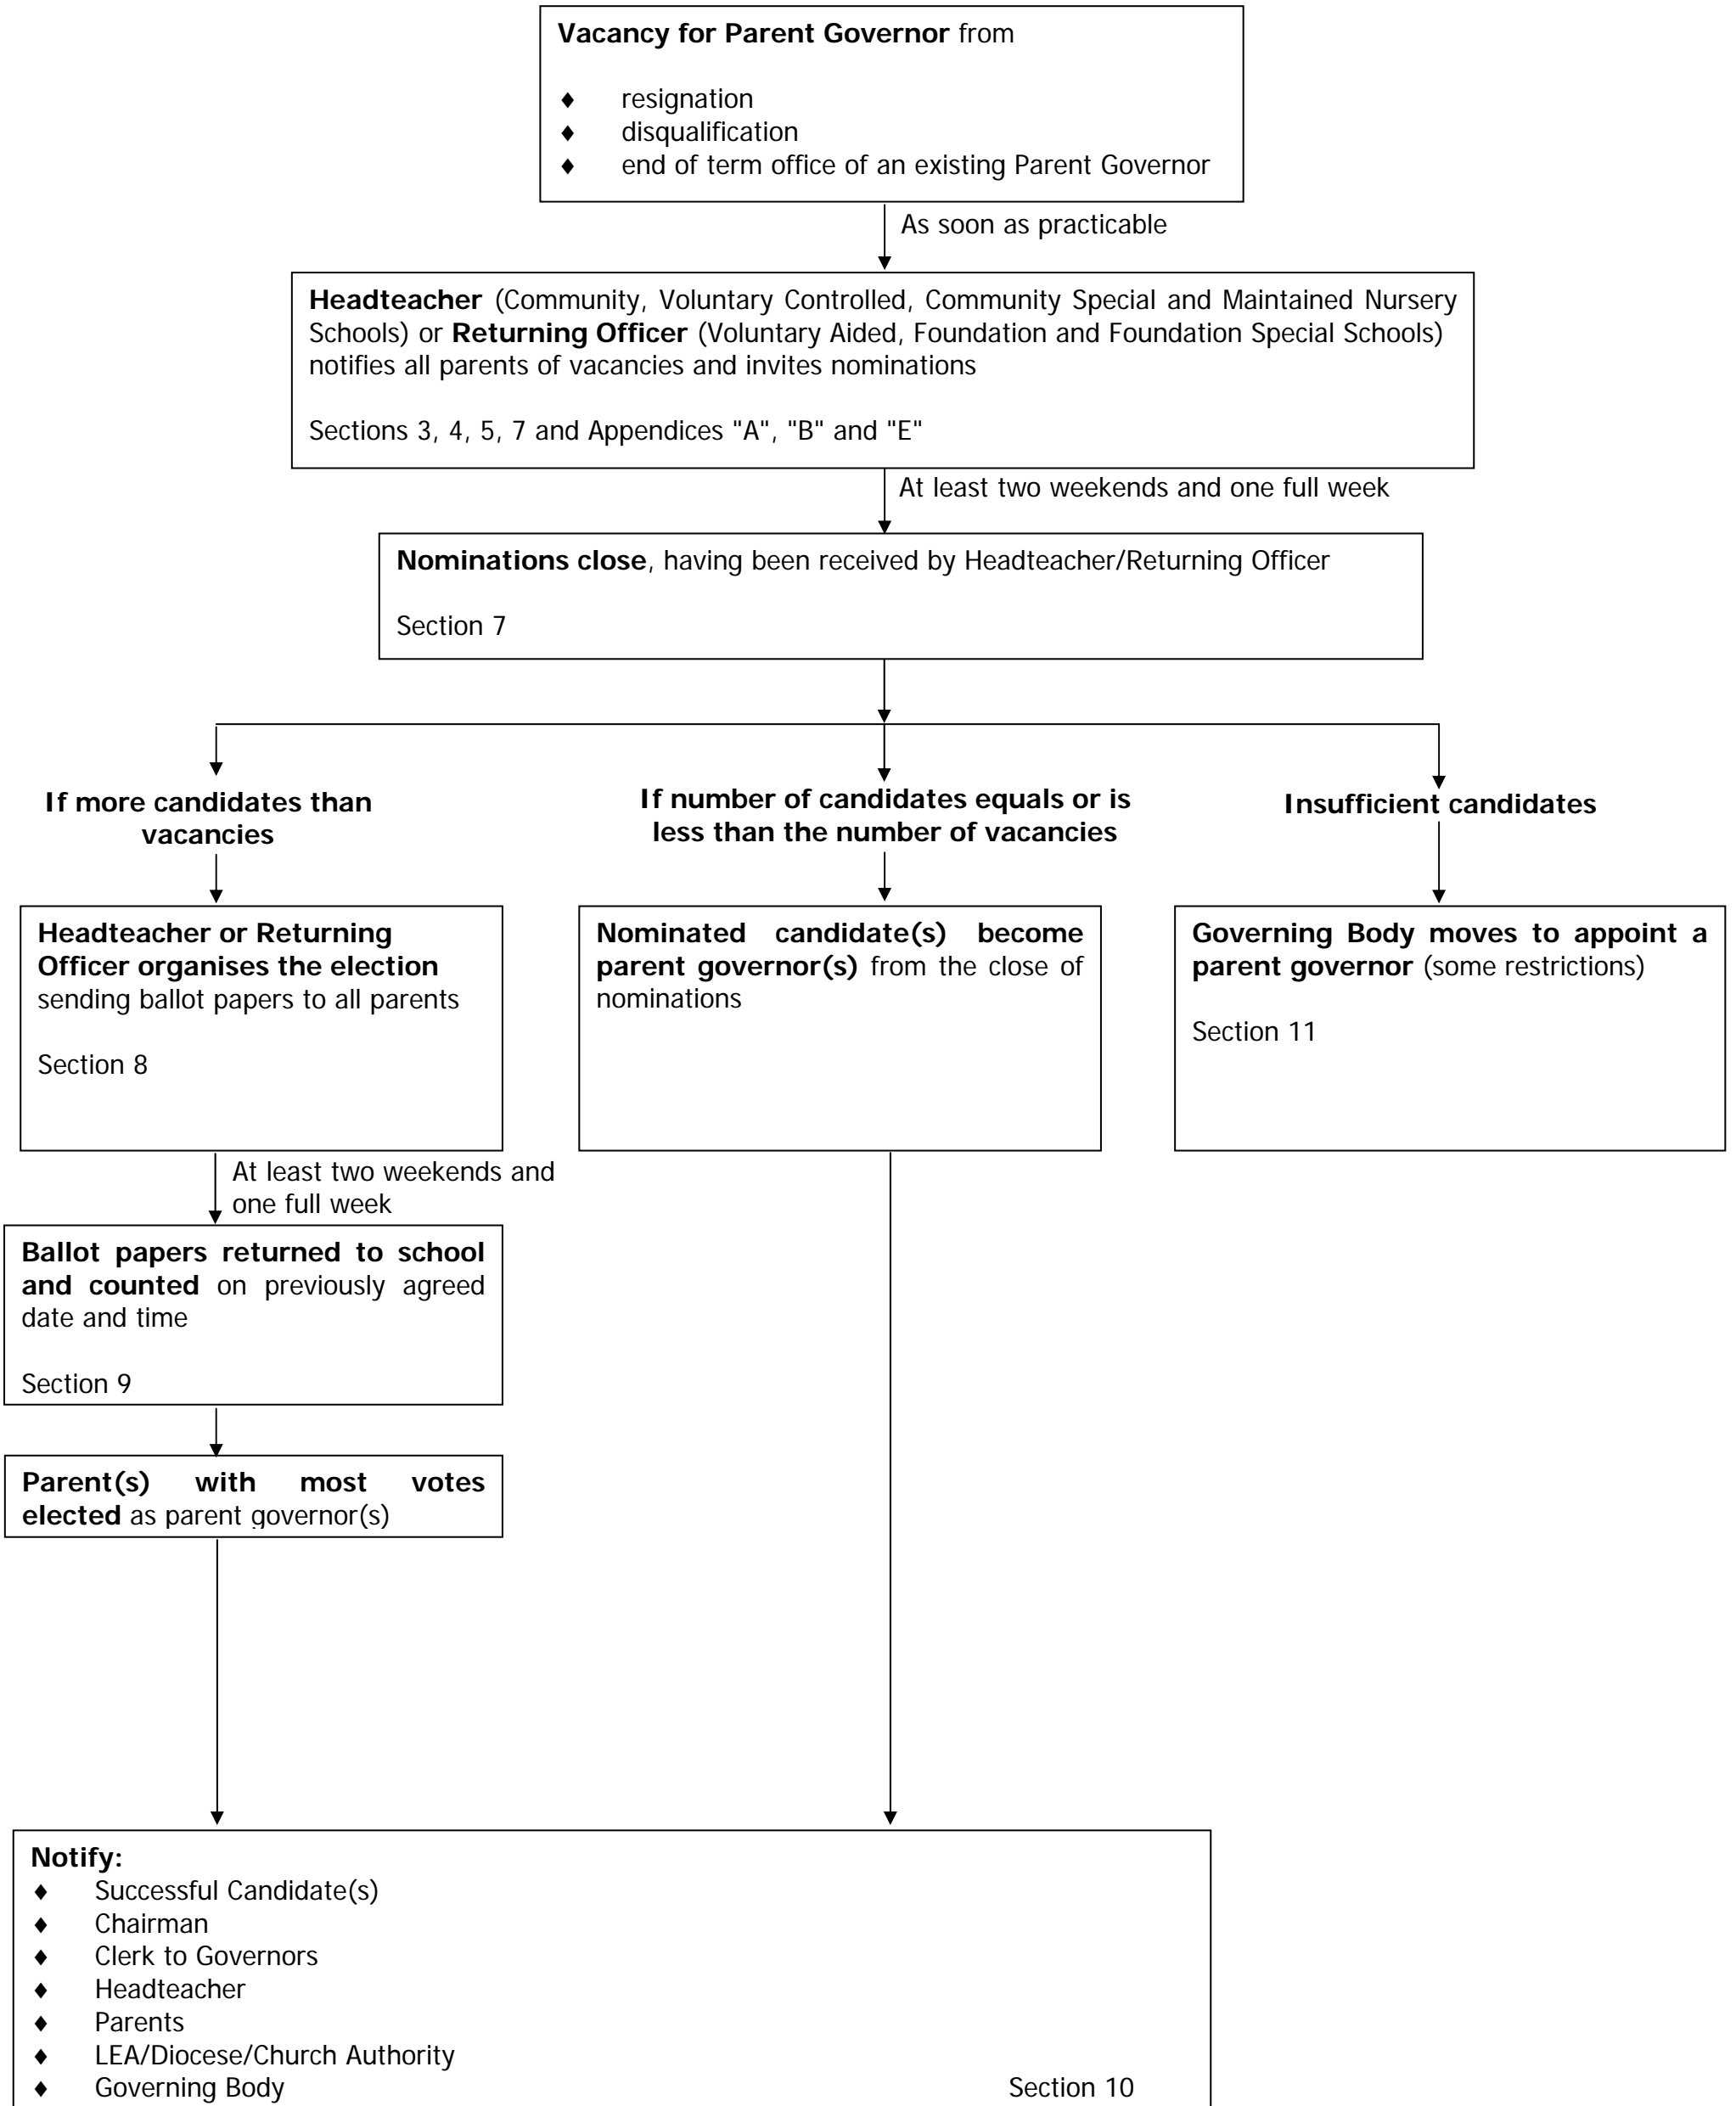 Vacancy for Parent Governor from
♦ resignation
♦ disqualification
♦ end of term office of an existing Parent Governor
As soon as practicable
Headteacher (Community, Voluntary Controlled, Community Special and Maintained Nursery
Schools) or Returning Officer (Voluntary Aided, Foundation and Foundation Special Schools)
notifies all parents of vacancies and invites nominations
Sections 3, 4, 5, 7 and Appendices "A", "B" and "E"
At least two weekends and one full week
Nominations close, having been received by Headteacher/Returning Officer
Section 7
If more candidates than
vacancies
If number of candidates equals or is
less than the number of vacancies
Insufficient candidates
Headteacher or Returning
Officer organises the election
sending ballot papers to all parents
Section 8
Nominated candidate(s) become
parent governor(s) from the close of
nominations
Governing Body moves to appoint a
parent governor (some restrictions)
Section 11
At least two weekends and
one full week
Ballot papers returned to school
and counted on previously agreed
date and time
Section 9
Parent(s) with most votes
elected as parent governor(s)
Notify:
♦ Successful Candidate(s)
♦ Chairman
♦ Clerk to Governors
♦ Headteacher
♦ Parents
♦ LEA/Diocese/Church Authority
♦ Governing Body Section 10